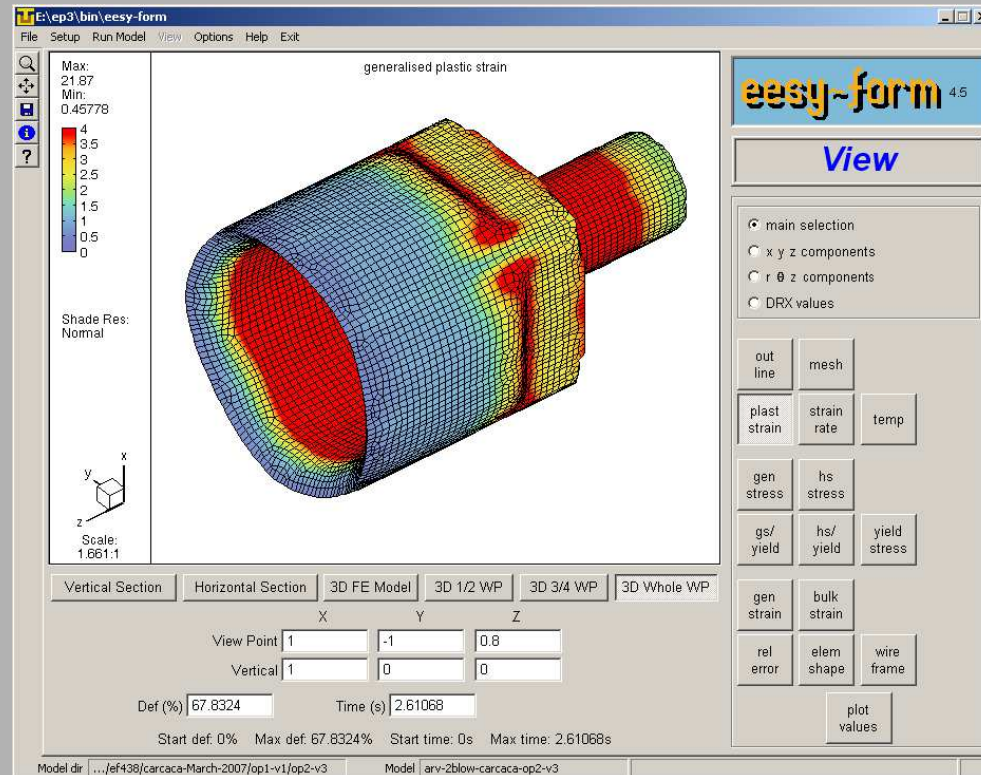 E:\ep3\bin\eesy-form
File Setup Run Model View Options Help Exit
?
Max:
21.87
Min:
0.45778
4
3.5
3
2.5
2
1.5
1
0.5
0
Shade Res:
Normal
x
y
z
Scale:
1.661:1
generalised plastic strain
eesy-form 4.5
View
main selection
x y z components
r θ z components
DRX values
out line
mesh
plast strain
strain rate
temp
gen stress
hs stress
gs/ yield
hs/ yield
yield stress
gen strain
bulk strain
rel error
elem shape
wire frame
plot values
Vertical Section Horizontal Section 3D FE Model 3D 1/2 WP 3D 3/4 WP 3D Whole WP
X Y Z
View Point 1 -1 0.8
Vertical 1 0 0
Def (%) 67.8324 Time (s) 2.61068
Start def: 0% Max def: 67.8324% Start time: 0s Max time: 2.61068s
Model dir .../ef438/carcaca-March-2007/op1-v1/op2-v3 Model arv-2blow-carcaca-op2-v3